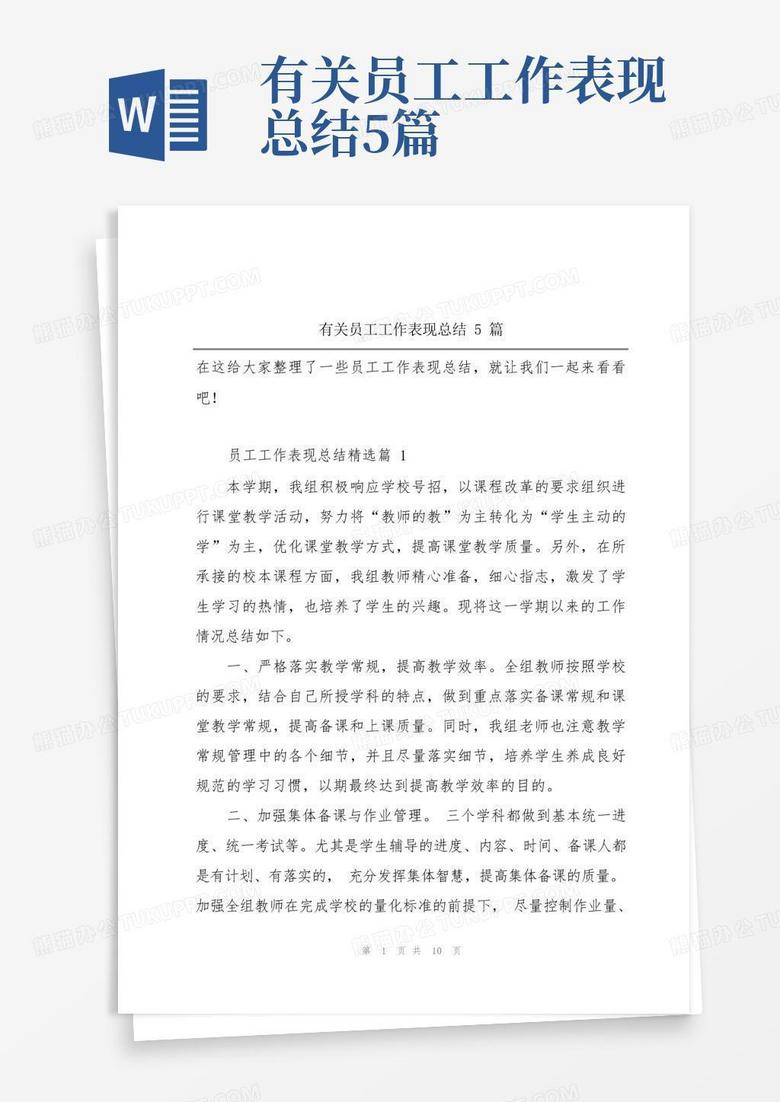 W
有关员工工作表现
总结5篇
有关员工工作表现总结 5 篇
在这给大家整理了一些员工工作表现总结，就让我们一起来看看
吧！
员工工作表现总结精选篇 1
本学期，我组积极响应学校号招，以课程改革的要求组织进
行课堂教学活动，努力将“教师的教”为主转化为“学生主动的
学”为主，优化课堂教学方式，提高课堂教学质量。另外，在所
承接的校本课程方面，我组教师精心准备，细心指志，激发了学
生学习的热情，也培养了学生的兴趣。现将这一学期以来的工作
情况总结如下。
一、严格落实教学常规，提高教学效率。全组教师按照学校
的要求，结合自己所授学科的特点，做到重点落实备课常规和课
堂教学常规，提高备课和上课质量。同时，我组老师也注意教学
常规管理中的各个细节，并且尽量落实细节，培养学生养成良好
规范的学习习惯，以期最终达到提高教学效率的目的。
二、加强集体备课与作业管理。 三个学科都做到基本统一进
度、统一考试等。尤其是学生辅导的进度、内容、时间、备课人都
是有计划、有落实的， 充分发挥集体智慧，提高集体备课的质量。
加强全组教师在完成学校的量化标准的前提下， 尽量控制作业量、
第 1 页共 10 页
熊猫办公TUKUPPT.COM